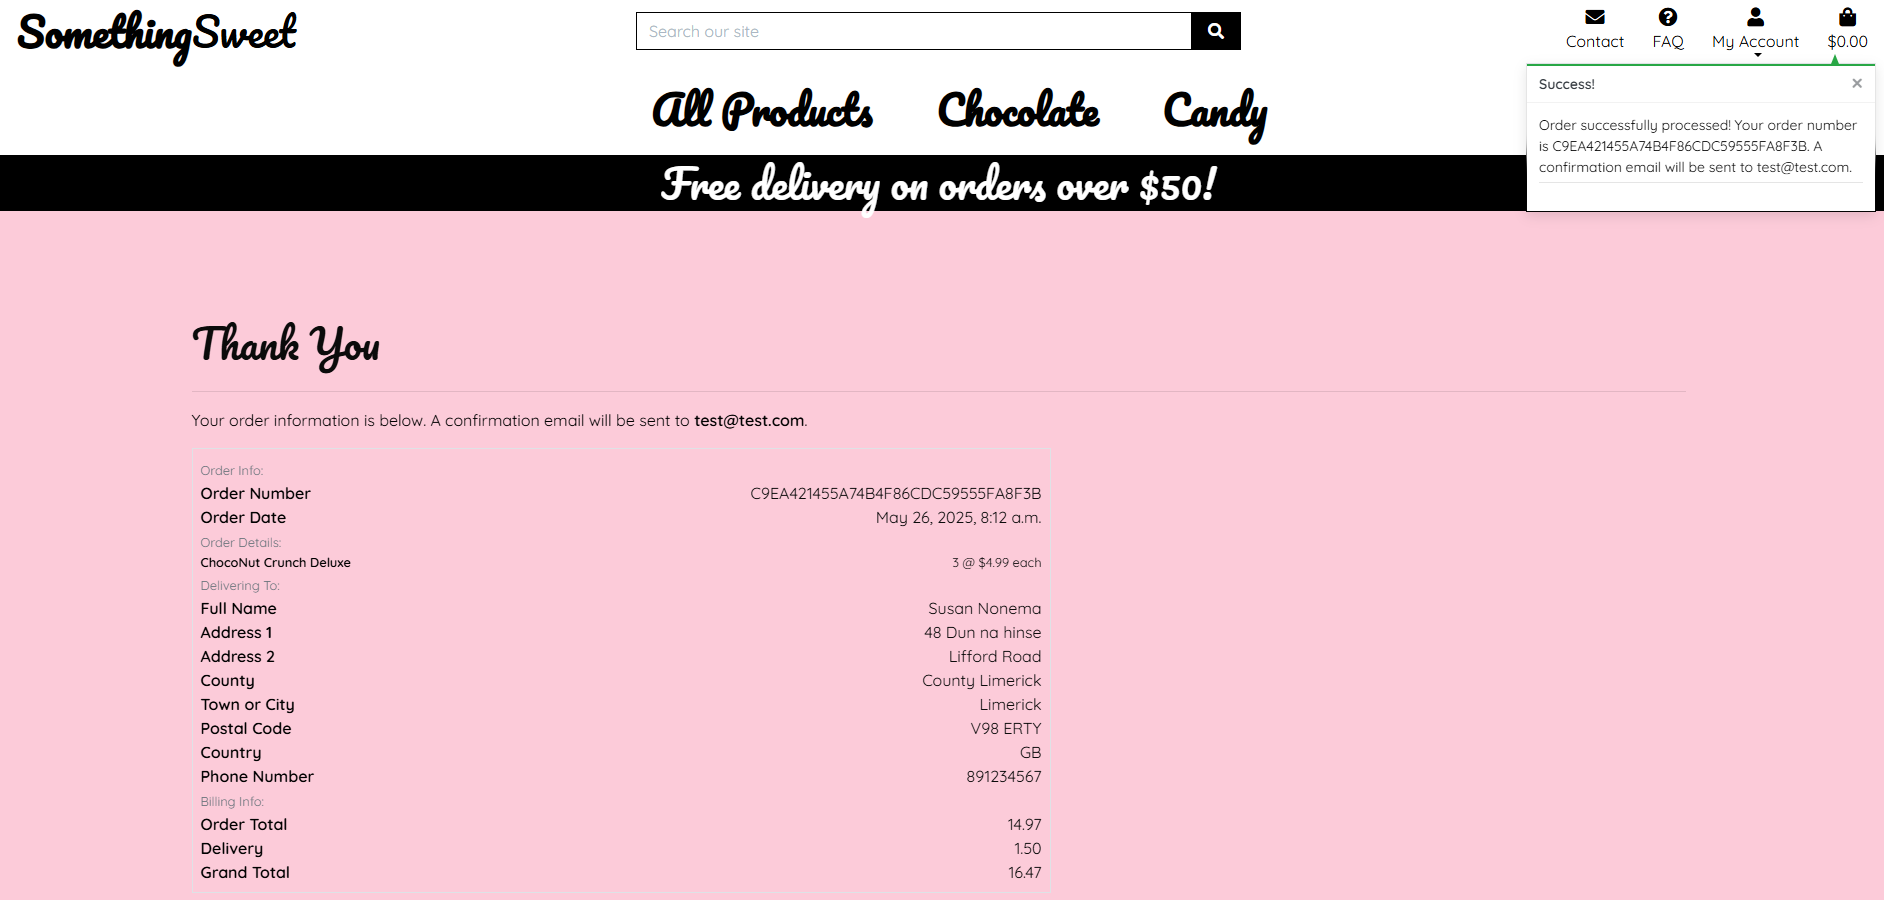 SomethingSweet
Search our site
Contact
FAQ
My Account
$0.00
All Products
Chocolate
Candy
Success!
×
Order successfully processed! Your order number
is C9EA421455A74B4F86CDC59555FA8F3B. A
confirmation email will be sent to test@test.com.
Free delivery on orders over $50!
Thank You
Your order information is below. A confirmation email will be sent to test@test.com.
Order Info:
Order Number C9EA421455A74B4F86CDC59555FA8F3B
Order Date May 26, 2025, 8:12 a.m.
Order Details:
ChocoNut Crunch Deluxe 3 @ $4.99 each
Delivering To:
Full Name Susan Nonema
Address 1 48 Dun na hinse
Address 2 Lifford Road
County County Limerick
Town or City Limerick
Postal Code V98 ERTY
Country GB
Phone Number 891234567
Billing Info:
Order Total 14.97
Delivery 1.50
Grand Total 16.47